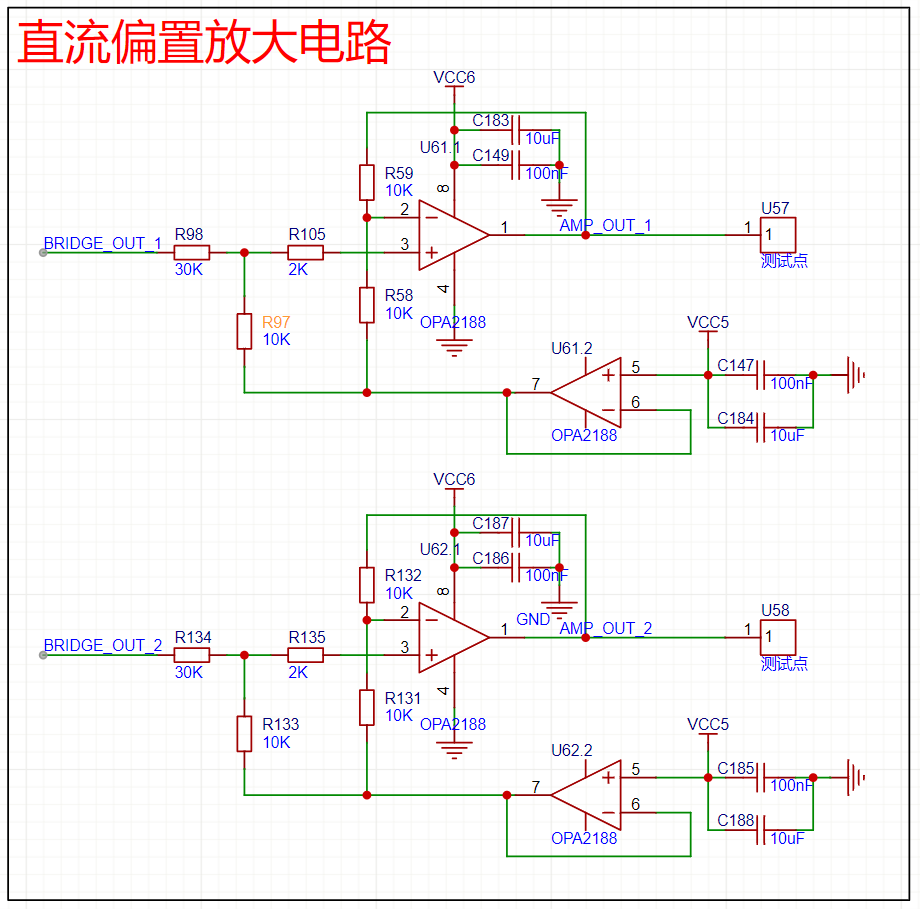 直流偏置放大电路
VCC6
C183
10uF
U61.1
C149
100nF
R59
10K
8
2
3
1
4
AMP_OUT_1
U57
1
1
测试点
BRIDGE_OUT_1
R98
30K
R105
2K
R58
10K
OPA2188
R97
10K
VCC5
U61.2
5
6
7
OPA2188
C147
100nF
C184
10uF
VCC6
C187
10uF
U62.1
C186
100nF
R132
10K
8
2
3
1
4
GND
AMP_OUT_2
U58
1
1
测试点
BRIDGE_OUT_2
R134
30K
R135
2K
R131
10K
OPA2188
R133
10K
VCC5
U62.2
5
6
7
OPA2188
C185
100nF
C188
10uF